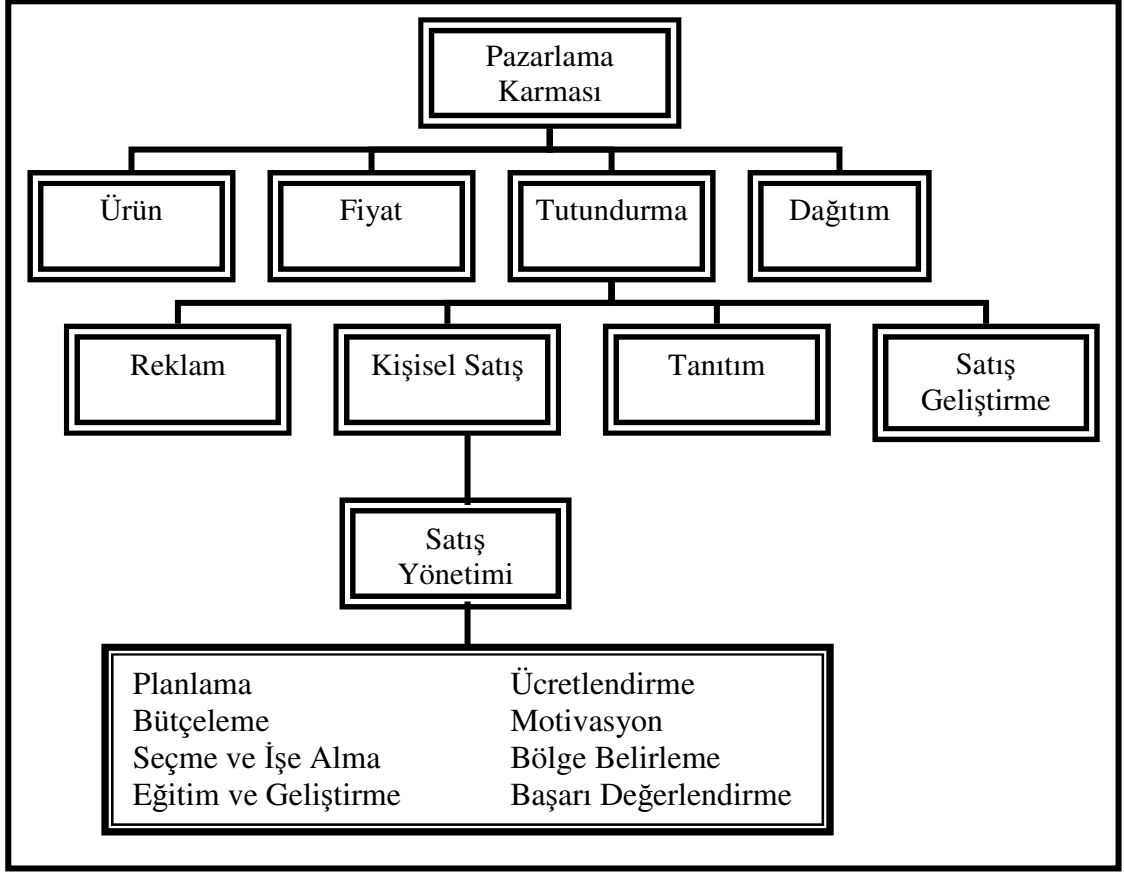 Pazarlama
Karması
Ürün
Fiyat
Tutundurma
Dağıtım
Reklam
Kişisel Satış
Tanıtım
Satış
Geliştirme
Satış
Yönetimi
Planlama
Bütçeleme
Seçme ve İşe Alma
Eğitim ve Geliştirme
Ücretlendirme
Motivasyon
Bölge Belirleme
Başarı Değerlendirme